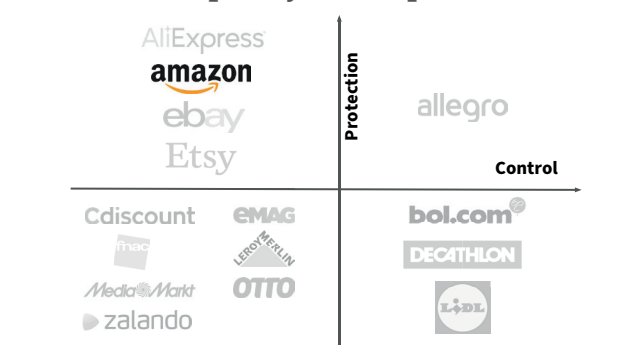 AliExpress
amazon
ebay
Etsy
Protection
allegro
Control
Cdiscount
eMAG
fnac
LEROY MERLIN
MediaMarkt
OTTO
zalando
bol.com
DECATHLON
LIDL